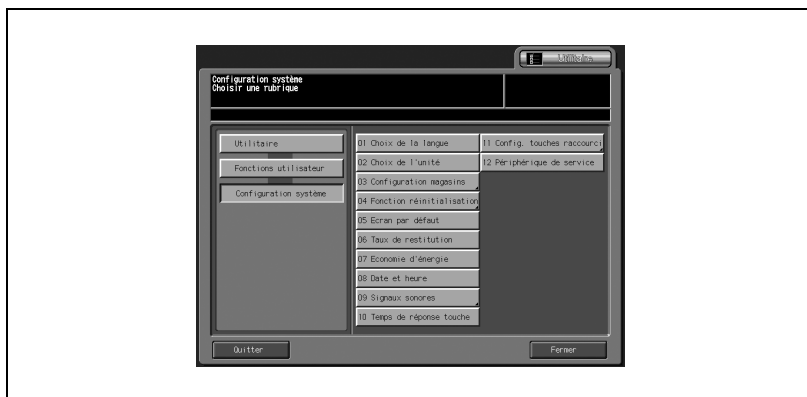 Utilitaire
Configuration système
Choisir une rubrique
Utilitaire
Fonctions utilisateur
Configuration système
01 Choix de la langue
02 Choix de l'unité
03 Configuration magasins
04 Fonction réinitialisation
05 Ecran par défaut
06 Taux de restitution
07 Economie d'énergie
08 Date et heure
09 Signaux sonores
10 Temps de réponse touche
11 Config. touches raccourci
12 Périphérique de service
Quitter
Fermer